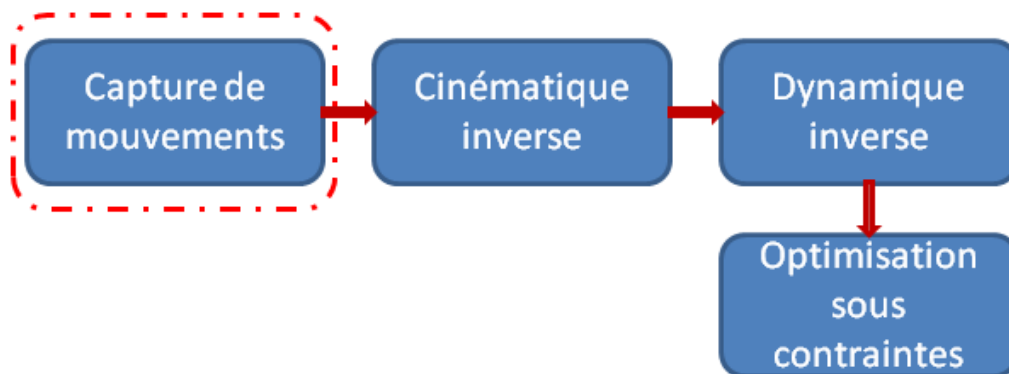 Capture de
mouvements
Cinématique
inverse
Dynamique
inverse
Optimisation
sous
contraintes